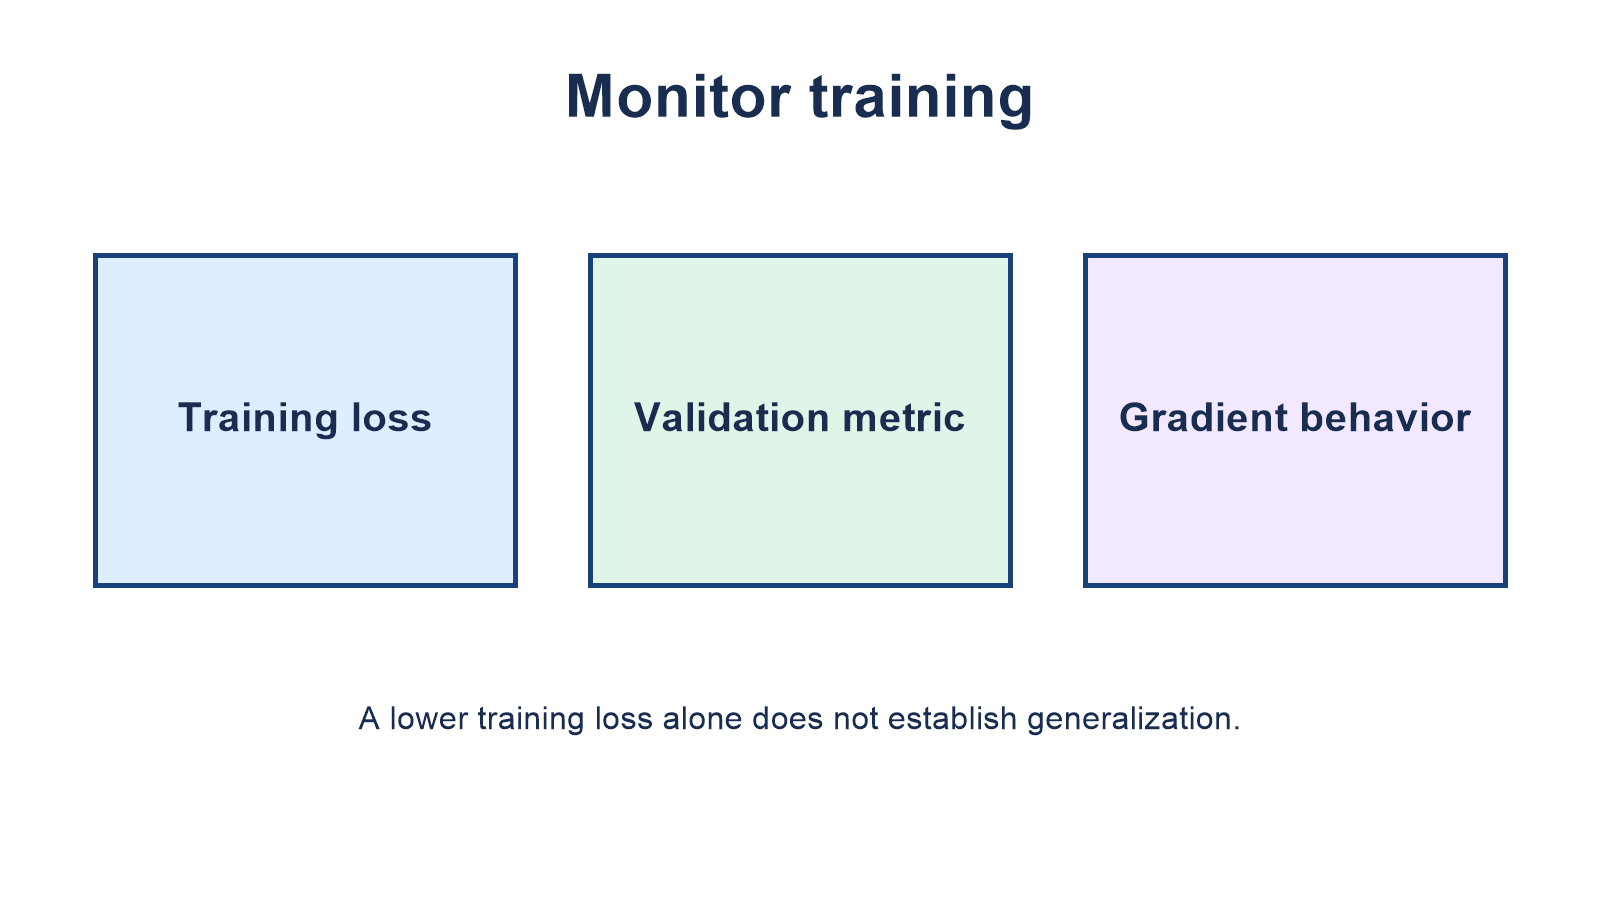 Monitor training
Training loss
Validation metric
Gradient behavior
A lower training loss alone does not establish generalization.